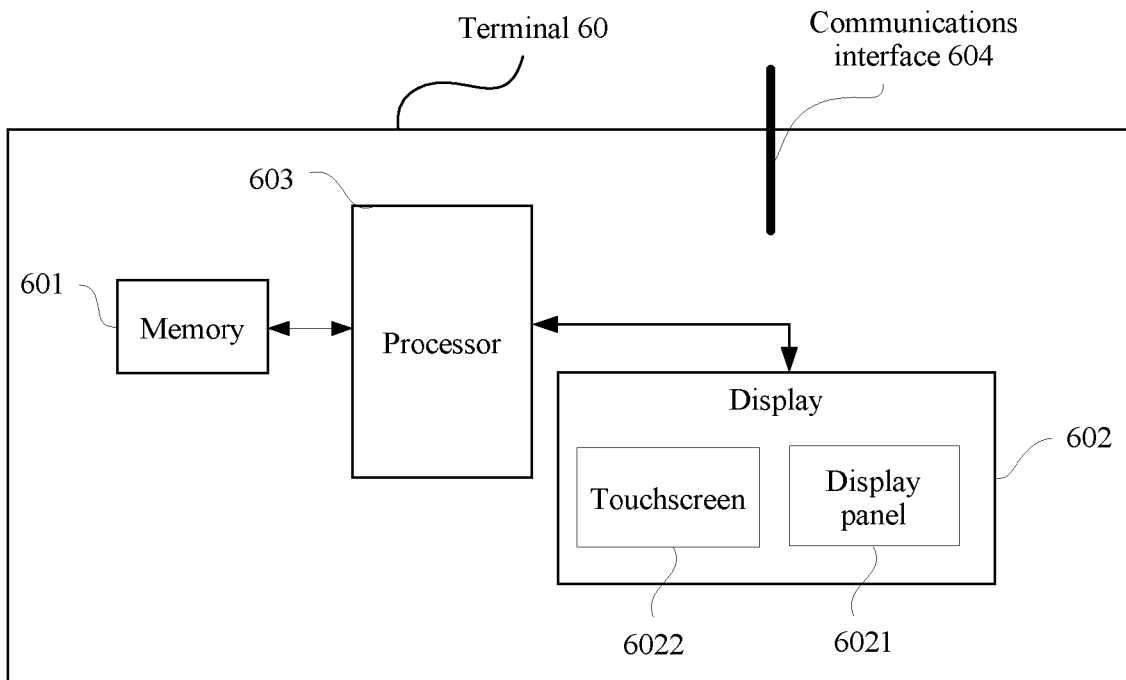 Terminal 60
Communications
interface 604
603
601
Memory
Processor
Display
602
Touchscreen
Display
panel
6022
6021